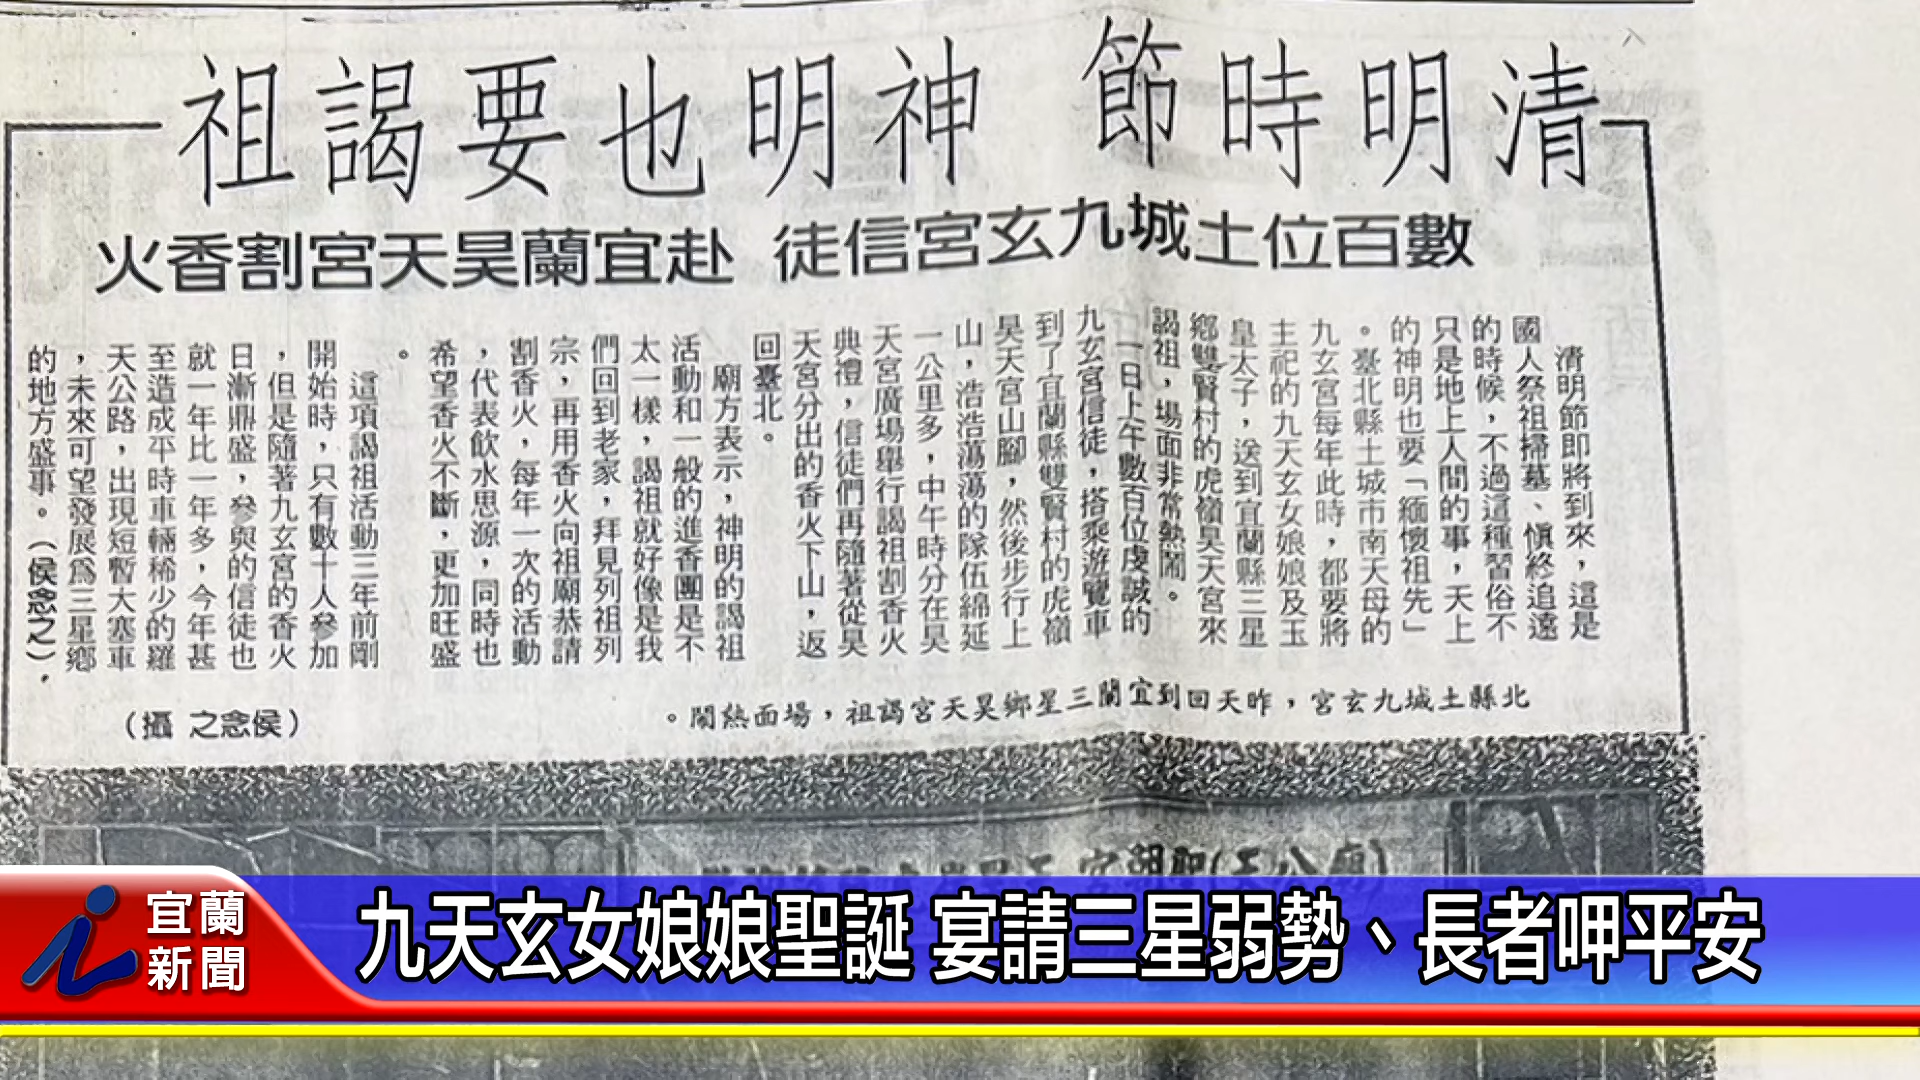 清明時節 神明也要謁祖
數百位土城九玄宮信徒 赴宜蘭昊天宮割香火
清明節即將到來，這是
國人祭祖掃墓、慎終追遠
的時候，不過這種習俗不
只是地上人間的事，天上
的神明也要「緬懷祖先」
。臺北縣土城市南天母的
九玄宮每年此時，都要將
主祀的九天玄女娘娘及玉
皇太子，送到宜蘭縣三星
鄉雙賢村的虎嶺昊天宮來
謁祖，場面非常熱鬧。
一日上午數百位虔誠的
九玄宮信徒，搭乘遊覽車
到了宜蘭縣雙賢村的虎嶺
昊天宮山腳，然後步行上
山，浩浩蕩蕩的隊伍綿延
一公里多，中午時分在昊
天宮廣場舉行謁祖割香火
典禮，信徒們再隨著從昊
天宮分出的香火下山，返
回臺北。
廟方表示，神明的謁祖
活動和一般的進香團是不
太一樣，謁祖就好像是我
們回到老家，拜見列祖列
宗，再用香火向祖廟恭請
割香火，每年一次的活動
，代表飲水思源，同時也
希望香火不斷，更加旺盛
。
這項謁祖活動三年前剛
開始時，只有數十人參加
，但是隨著九玄宮的香火
日漸鼎盛，參與的信徒也
就一年比一年多，今年甚
至造成平時車輛稀少的羅
天公路，出現短暫大塞車
，未來可望發展為三星鄉
的地方盛事。（侯念之）
北縣土城九玄宮，昨天回到宜蘭三星鄉昊天宮謁祖，場面熱鬧。
（侯念之 攝）
宜蘭
新聞
九天玄女娘娘聖誕 宴請三星弱勢、長者呷平安